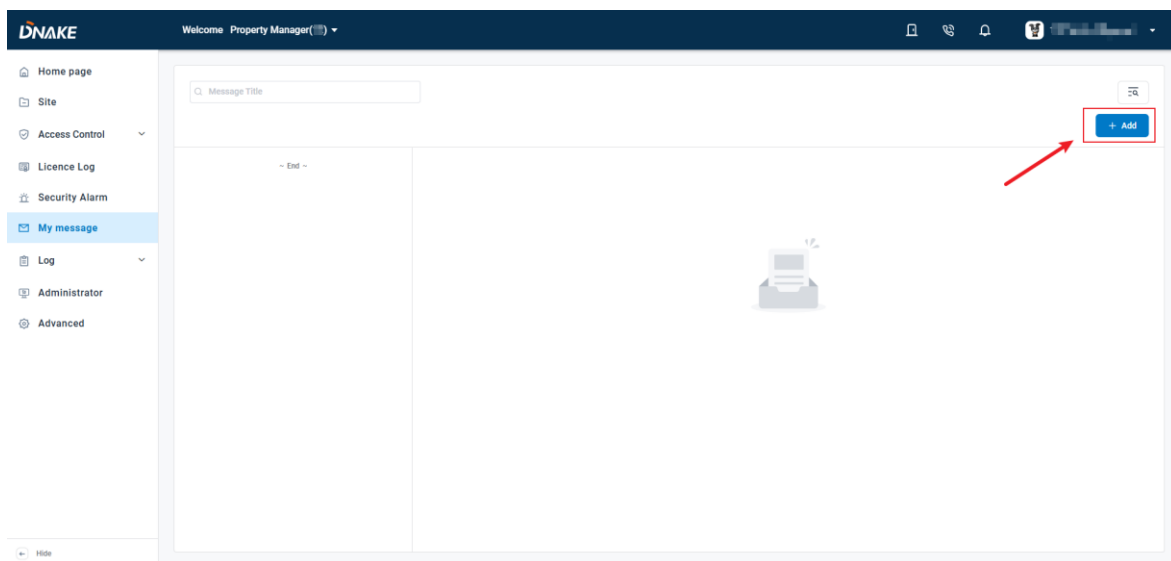 DNAKE
Welcome Property Manager( ) 
Home page
Site
Access Control
Licence Log
Security Alarm
My message
Log
Administrator
Advanced
Hide
Message Title
+ Add
~ End ~